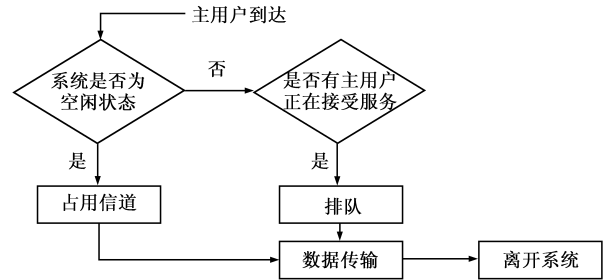 主用户到达
系统是否为
空闲状态
否
是否有主用户
正在接受服务
是
是
占用信道
排队
数据传输
离开系统